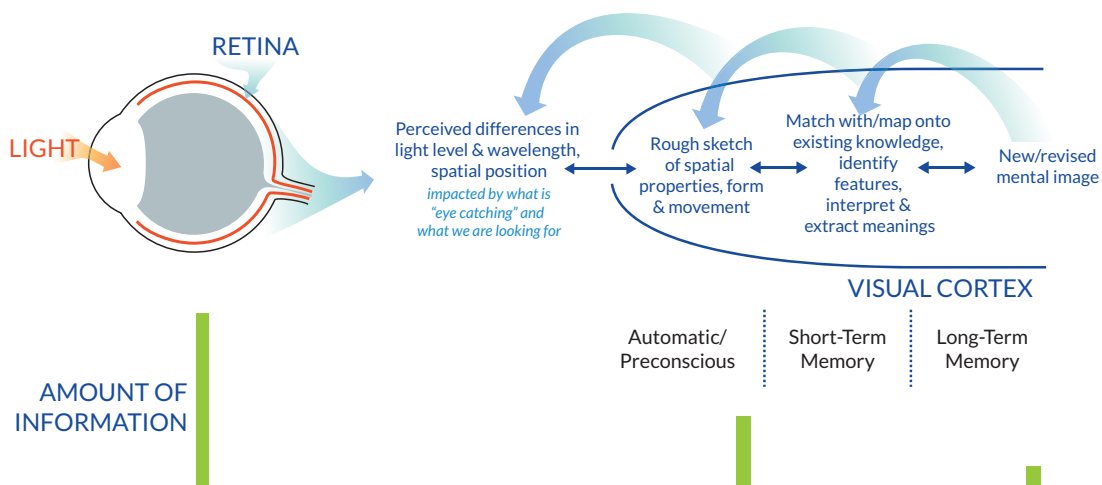 RETINA
LIGHT
Perceived differences in
light level & wavelength,
spatial position
impacted by what is
“eye catching” and
what we are looking for
Rough sketch
of spatial
properties, form
& movement
Match with/map onto
existing knowledge,
identify
features,
interpret &
extract meanings
New/revised
mental image
VISUAL CORTEX
Automatic/
Preconscious
Short-Term
Memory
Long-Term
Memory
AMOUNT OF
INFORMATION